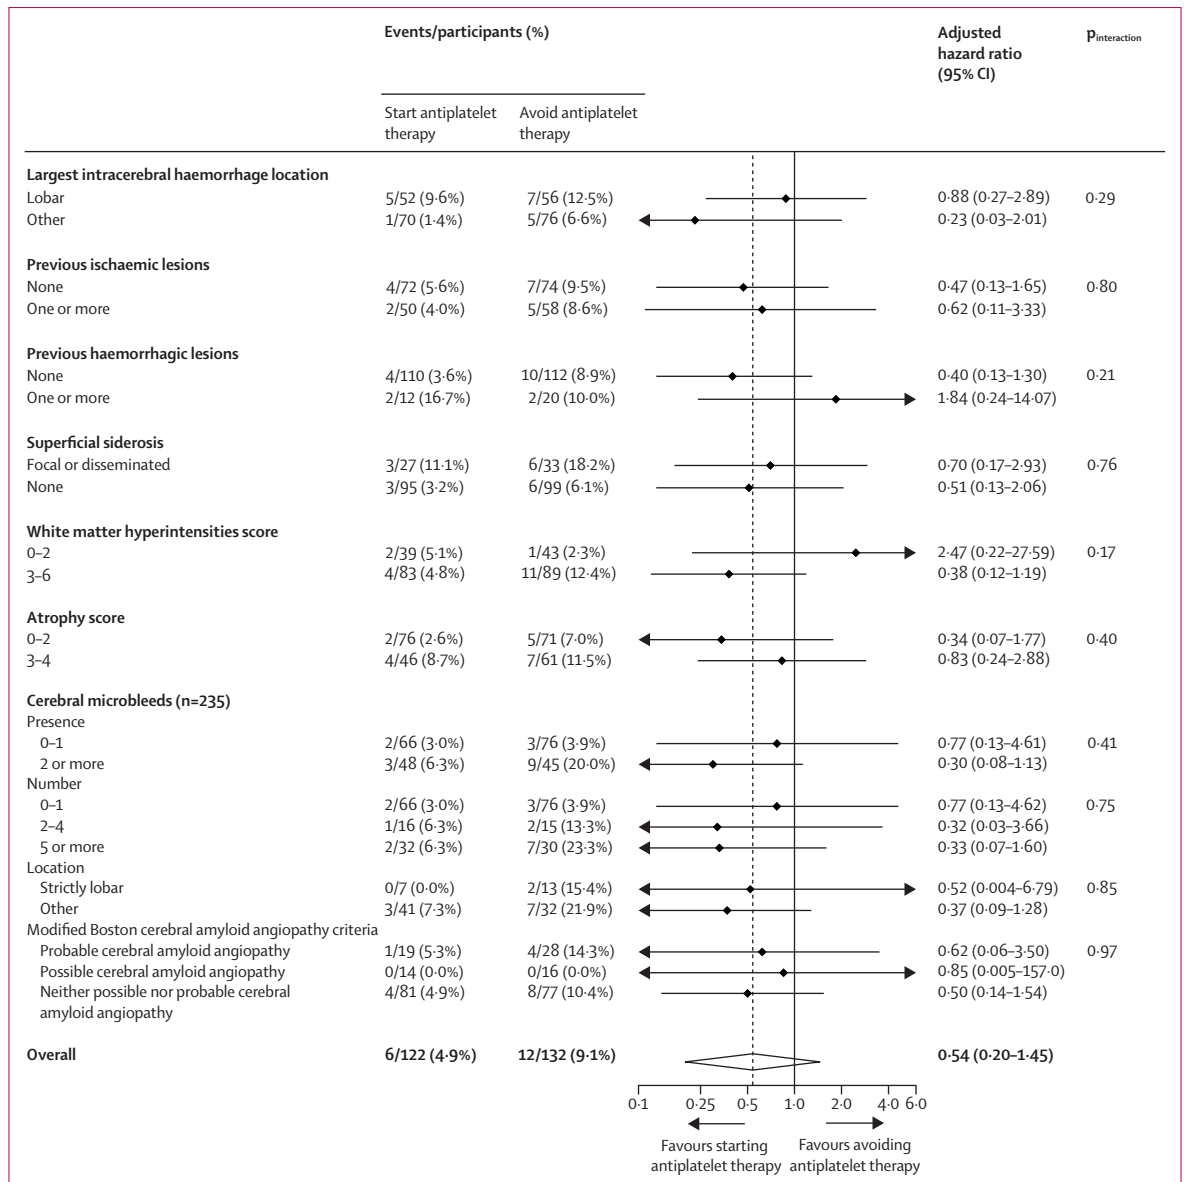 Events/participants (%)
Adjusted hazard ratio (95% CI)
pinteraction
Start antiplatelet therapy
Avoid antiplatelet therapy
Largest intracerebral haemorrhage location
Lobar 5/52 (9·6%) 7/56 (12·5%) 0·88 (0·27–2·89) 0·29
Other 1/70 (1·4%) 5/76 (6·6%) 0·23 (0·03–2·01)
Previous ischaemic lesions
None 4/72 (5·6%) 7/74 (9·5%) 0·47 (0·13–1·65) 0·80
One or more 2/50 (4·0%) 5/58 (8·6%) 0·62 (0·11–3·33)
Previous haemorrhagic lesions
None 4/110 (3·6%) 10/112 (8·9%) 0·40 (0·13–1·30) 0·21
One or more 2/12 (16·7%) 2/20 (10·0%) 1·84 (0·24–14·07)
Superficial siderosis
Focal or disseminated 3/27 (11·1%) 6/33 (18·2%) 0·70 (0·17–2·93) 0·76
None 3/95 (3·2%) 6/99 (6·1%) 0·51 (0·13–2·06)
White matter hyperintensities score
0–2 2/39 (5·1%) 1/43 (2·3%) 2·47 (0·22–27·59) 0·17
3–6 4/83 (4·8%) 11/89 (12·4%) 0·38 (0·12–1·19)
Atrophy score
0–2 2/76 (2·6%) 5/71 (7·0%) 0·34 (0·07–1·77) 0·40
3–4 4/46 (8·7%) 7/61 (11·5%) 0·83 (0·24–2·88)
Cerebral microbleeds (n=235)
Presence
0–1 2/66 (3·0%) 3/76 (3·9%) 0·77 (0·13–4·61) 0·41
2 or more 3/48 (6·3%) 9/45 (20·0%) 0·30 (0·08–1·13)
Number
0–1 2/66 (3·0%) 3/76 (3·9%) 0·77 (0·13–4·62) 0·75
2–4 1/16 (6·3%) 2/15 (13·3%) 0·32 (0·03–3·66)
5 or more 2/32 (6·3%) 7/30 (23·3%) 0·33 (0·07–1·60)
Location
Strictly lobar 0/7 (0·0%) 2/13 (15·4%) 0·52 (0·004–6·79) 0·85
Other 3/41 (7·3%) 7/32 (21·9%) 0·37 (0·09–1·28)
Modified Boston cerebral amyloid angiopathy criteria
Probable cerebral amyloid angiopathy 1/19 (5·3%) 4/28 (14·3%) 0·62 (0·06–3·50) 0·97
Possible cerebral amyloid angiopathy 0/14 (0·0%) 0/16 (0·0%) 0·85 (0·005–157·0)
Neither possible nor probable cerebral 4/81 (4·9%) 8/77 (10·4%) 0·50 (0·14–1·54)
amyloid angiopathy
Overall 6/122 (4·9%) 12/132 (9·1%) 0·54 (0·20–1·45)
0·1 0·25 0·5 1·0 2·0 4·0 6·0
Favours starting antiplatelet therapy
Favours avoiding antiplatelet therapy